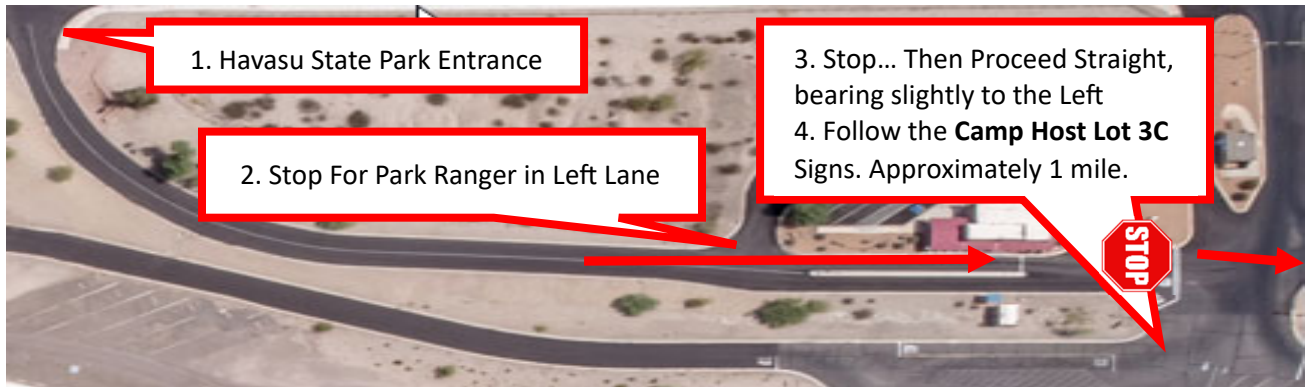 1. Havasu State Park Entrance
2. Stop For Park Ranger in Left Lane
3. Stop... Then Proceed Straight,
bearing slightly to the Left
4. Follow the Camp Host Lot 3C
Signs. Approximately 1 mile.
STOP